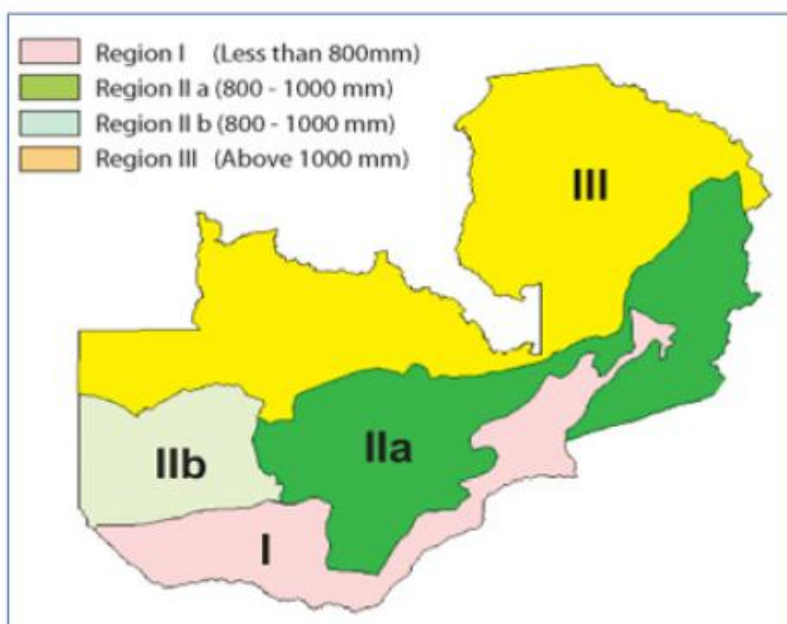 Region I (Less than 800mm)
Region II a (800 - 1000 mm)
Region II b (800 - 1000 mm)
Region III (Above 1000 mm)
III
IIb
IIa
I